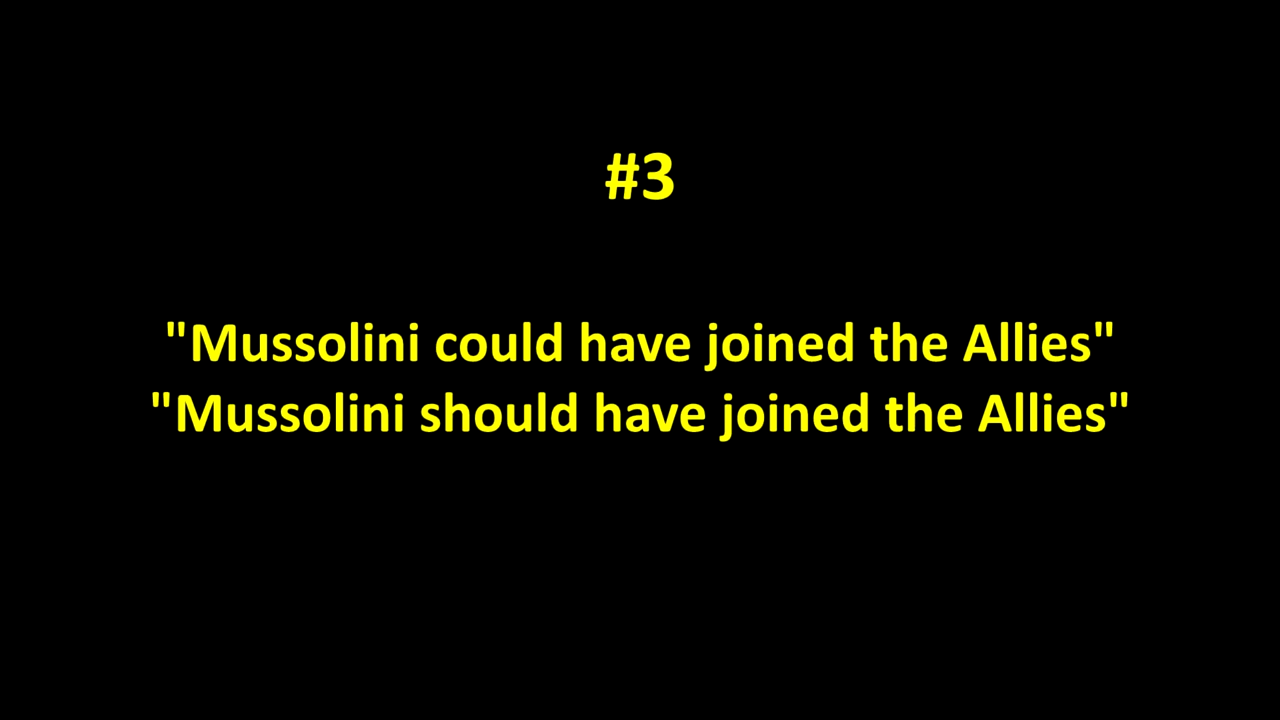 #3
"Mussolini could have joined the Allies"
"Mussolini should have joined the Allies"